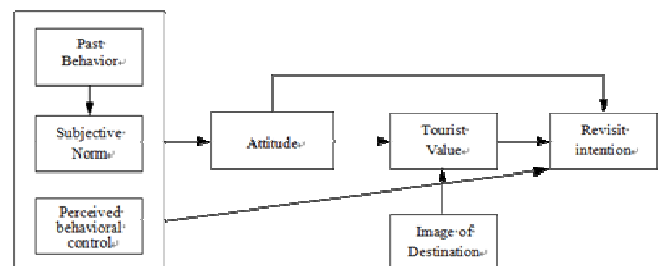 Past
Behavior
Subjective
Norm
Perceived
behavioral
control
Attitude
Tourist
Value
Image of
Destination
Revisit
intention